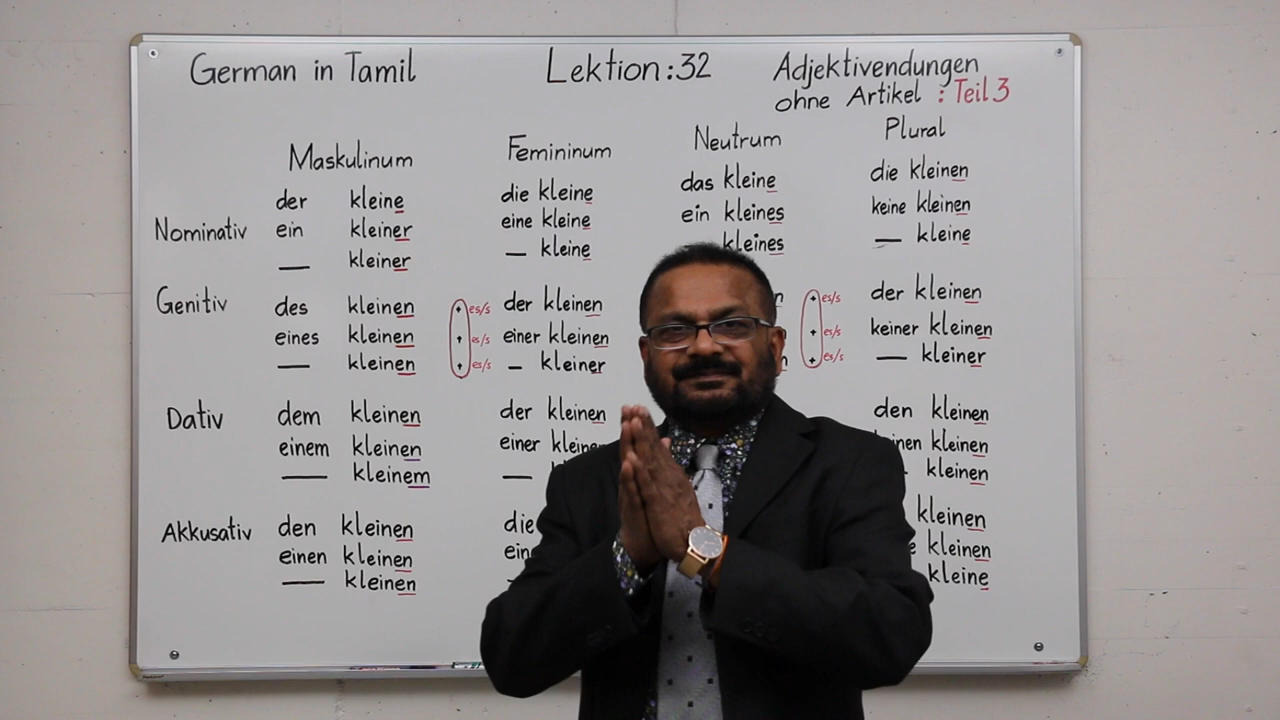 German in Tamil Lektion:32 Adjektivendungen
ohne Artikel : Teil 3
Maskulinum Femininum Neutrum Plural
der kleine die kleine das kleine die kleinen
Nominativ ein kleiner eine kleine ein kleines keine kleinen
— kleiner — kleine kleines — kleine
Genitiv des kleinen + es/s der kleinen + es/s der kleinen
eines kleinen + es/s einer kleinen + es/s keiner kleinen
— kleinen + es/s — kleiner + es/s — kleiner
Dativ dem kleinen der kleinen den kleinen
einem kleinen einer kleinen
— kleinem — kleinen
Akkusativ den kleinen die kleinen
einen kleinen kleinen
— kleinen kleine